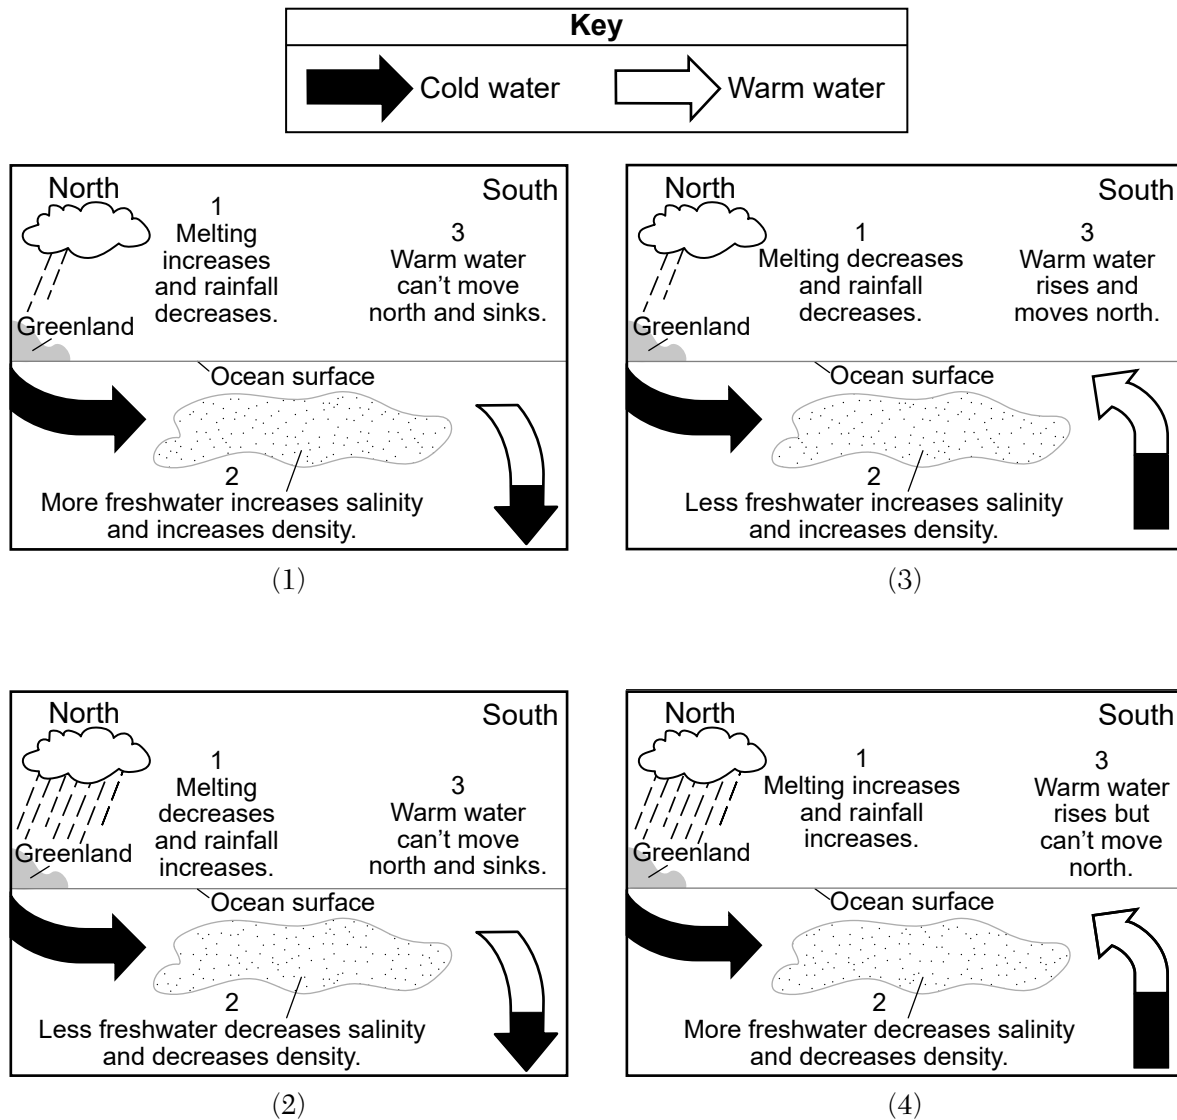 Key
Cold water
Warm water
North
South
1
Melting
increases
and rainfall
decreases.
3
Warm water
can't move
north and sinks.
Greenland
Ocean surface
2
More freshwater increases salinity
and increases density.
(1)
North
South
1
Melting decreases
and rainfall
decreases.
3
Warm water
rises and
moves north.
Greenland
Ocean surface
2
Less freshwater increases salinity
and increases density.
(3)
North
South
1
Melting
decreases
and rainfall
increases.
3
Warm water
can't move
north and sinks.
Greenland
Ocean surface
2
Less freshwater decreases salinity
and decreases density.
(2)
North
South
1
Melting increases
and rainfall
increases.
3
Warm water
rises but
can't move
north.
Greenland
Ocean surface
2
More freshwater decreases salinity
and decreases density.
(4)